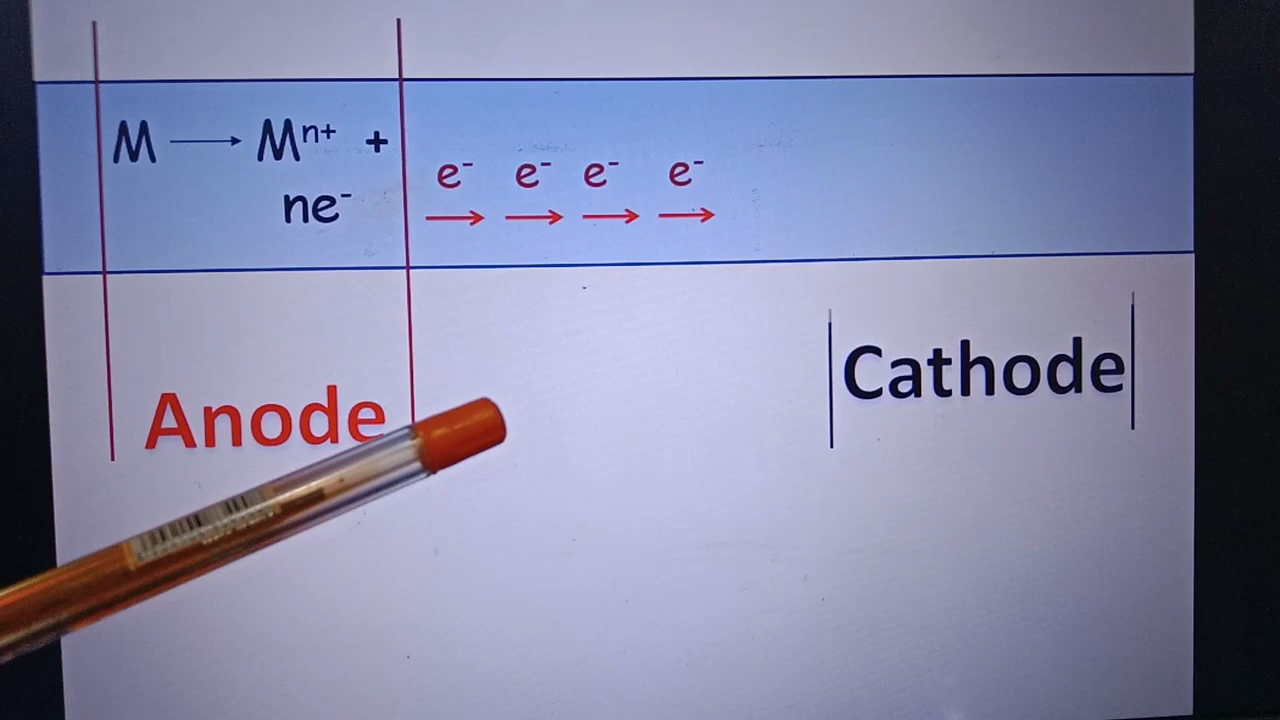 M → Mⁿ⁺ +
ne⁻
e⁻ e⁻ e⁻ e⁻
Cathode
Anode